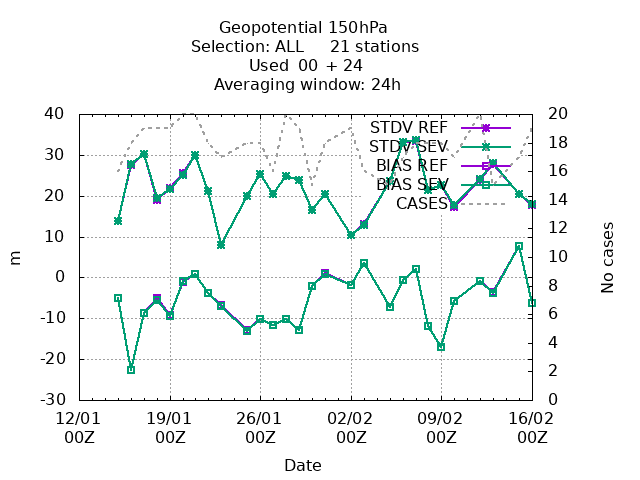 Geopotential 150hPa
Selection: ALL 21 stations
Used 00 + 24
Averaging window: 24h
40
30
20
10
0
-10
-20
-30
m
20
18
16
14
12
10
8
6
4
2
0
No cases
STDV REF
STDV SEV
BIAS REF
BIAS SEV
CASES
12/01 19/01 26/01 02/02 09/02 16/02
00Z 00Z 00Z 00Z 00Z 00Z
Date